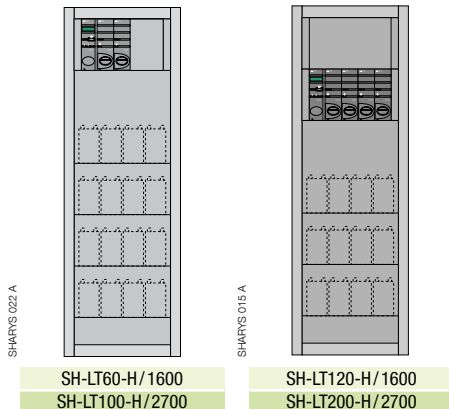 SHARYS 022 A
SH-LT60-H/1600
SH-LT100-H/2700
SHARYS 015 A
SH-LT120-H/1600
SH-LT200-H/2700